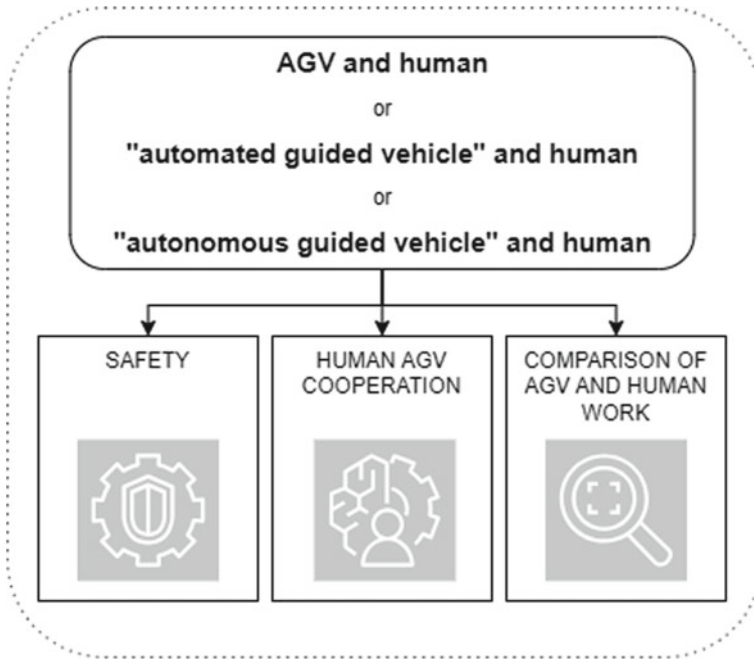 AGV and human
or
"automated guided vehicle" and human
or
"autonomous guided vehicle" and human
SAFETY
HUMAN AGV
COOPERATION
COMPARISON OF
AGV AND HUMAN
WORK